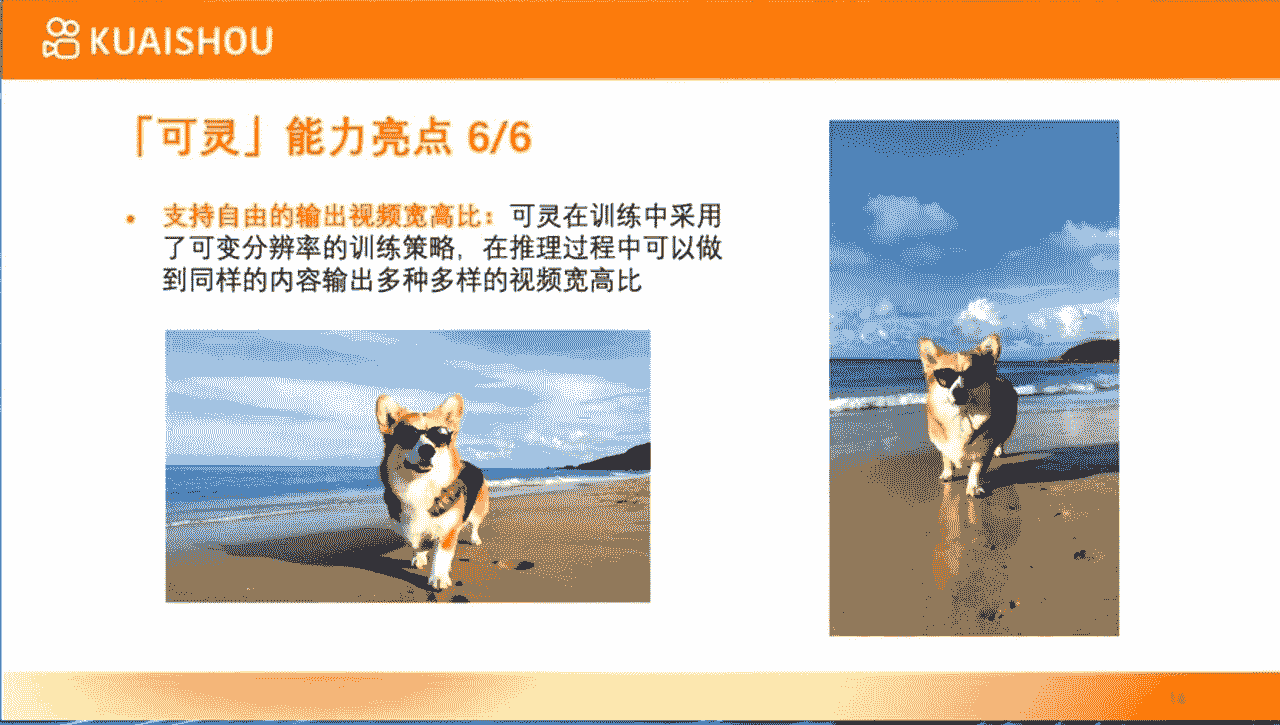 KUAISHOU
「可灵」能力亮点 6/6
• 支持自由的输出视频宽高比：可灵在训练中采用
了可变分辨率的训练策略，在推理过程中可以做
到同样的内容输出多种多样的视频宽高比